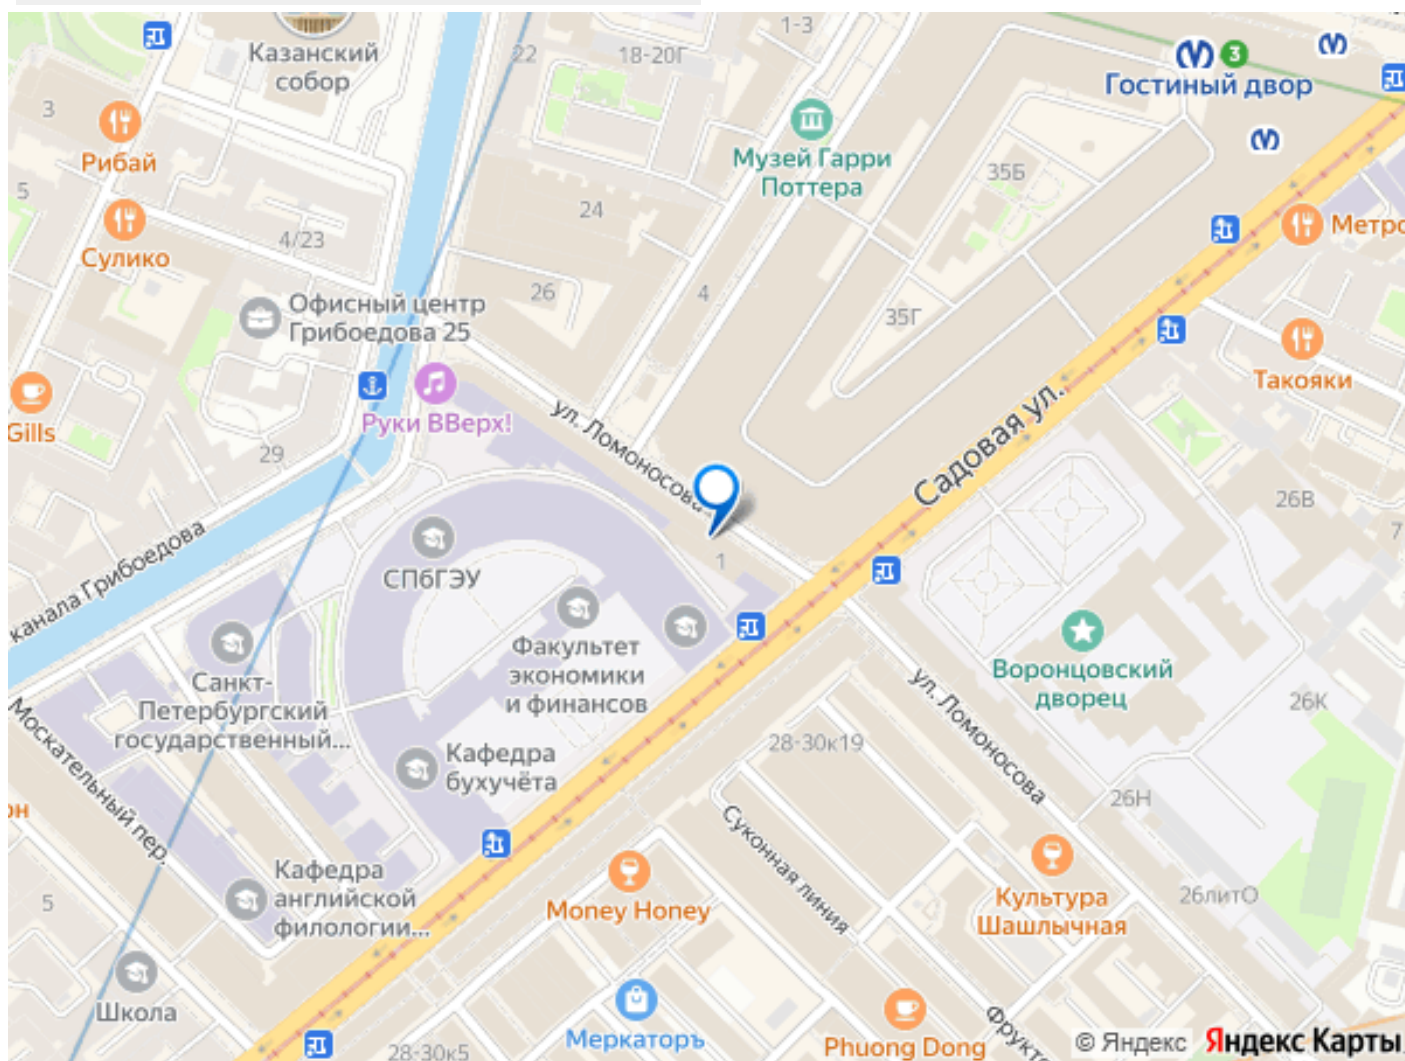 1-3
22
18-20Г
Казанский
собор
3
Гостиный двор
3
Рибай
Музей Гарри
Поттера
35Б
5
24
Метро
4/23
Сулико
26
4
Офисный центр
Грибоедова 25
35Г
Такояки
Gills
Руки ВВерх!
ул. Ломоносова
Садовая ул.
29
26В
7
канала Грибоедова
СПбГЭУ
1
Факультет
экономики
и финансов
Воронцовский
дворец
Санкт-
Петербургский
государственный...
ул. Ломоносова
26К
28-30к19
Москательный пер.
Кафедра
бухучёта
26Н
он
Суконная линия
Кафедра
английской
филологии...
Money Honey
Культура
Шашлычная
26литО
5
Школа
Меркаторъ
Phuong Dong
Фрукто
28-30к5
© Яндекс Яндекс Карты